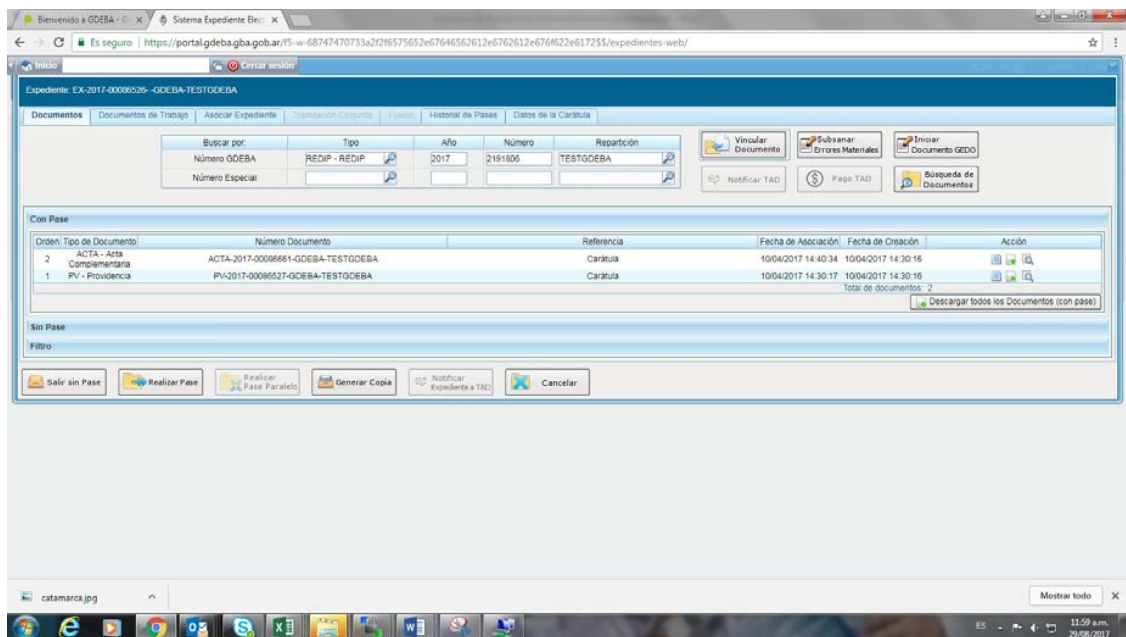 Bienvenido a GDEBA - G
Sistema Expediente Elec
Es seguro | https://portal.gdeba.gba.gob.ar/f5-w-68747470733a2f2f6575652e67646562612e6762612e676f622e6172$$/expedientes-web/
Inicio
Cerrar sesión
Expediente: EX-2017-00086526- -GDEBA-TESTGDEBA
Documentos | Documentos de Trabajo | Asociar Expediente | Tramitación Conjunta | Fusión | Historial de Pases | Datos de la Carátula
Buscar por: Tipo Año Número Repartición
Número GDEBA REDIP - REDIP 2017 2191806 TESTGDEBA
Número Especial
Vincular Documento
Subsanar Errores Materiales
Iniciar Documento GEDO
Notificar TAD
Pago TAD
Búsqueda de Documentos
Con Pase
Orden Tipo de Documento Número Documento Referencia Fecha de Asociación Fecha de Creación Acción
2 ACTA - Acta Complementaria ACTA-2017-00086661-GDEBA-TESTGDEBA Carátula 10/04/2017 14:40:34 10/04/2017 14:30:16
1 PV - Providencia PV-2017-00086527-GDEBA-TESTGDEBA Carátula 10/04/2017 14:30:17 10/04/2017 14:30:16
Total de documentos: 2
Descargar todos los Documentos (con pase)
Sin Pase
Filtro
Salir sin Pase
Realizar Pase
Realizar Pase Paralelo
Generar Copia
Notificar Expediente a TAD
Cancelar
catamarca.jpg
Mostrar todo
ES
11:59 a.m.
29/08/2017